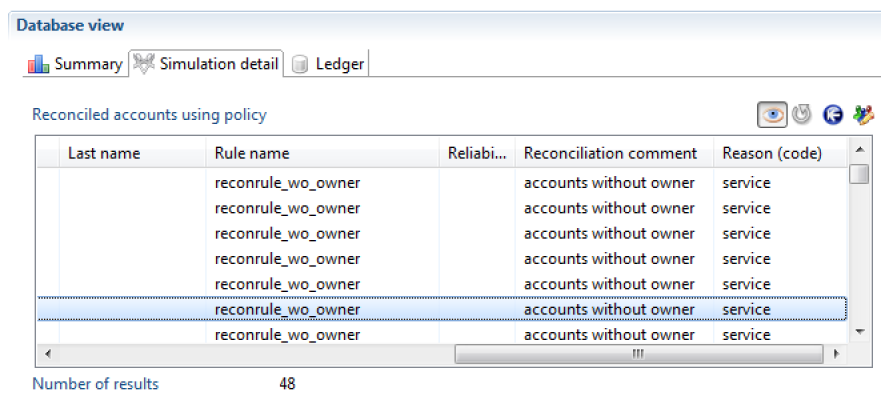 Database view
Summary Simulation detail Ledger
Reconciled accounts using policy
Last name Rule name Reliabi... Reconciliation comment Reason (code)
reconrule_wo_owner accounts without owner service
reconrule_wo_owner accounts without owner service
reconrule_wo_owner accounts without owner service
reconrule_wo_owner accounts without owner service
reconrule_wo_owner accounts without owner service
reconrule_wo_owner accounts without owner service
reconrule_wo_owner accounts without owner service
Number of results 48